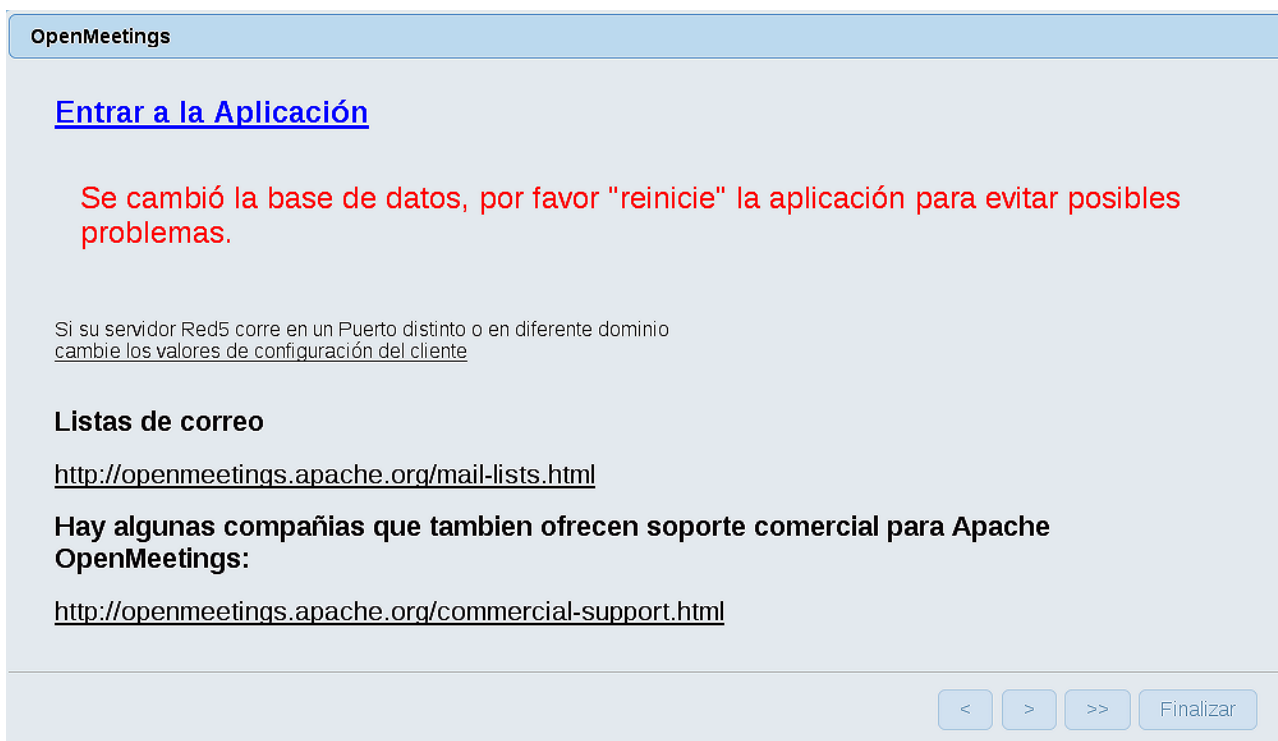 OpenMeetings
Entrar a la Aplicación
Se cambió la base de datos, por favor "reinicie" la aplicación para evitar posibles
problemas.
Si su servidor Red5 corre en un Puerto distinto o en diferente dominio
cambie los valores de configuración del cliente
Listas de correo
http://openmeetings.apache.org/mail-lists.html
Hay algunas compañias que tambien ofrecen soporte comercial para Apache
OpenMeetings:
http://openmeetings.apache.org/commercial-support.html
< > >> Finalizar